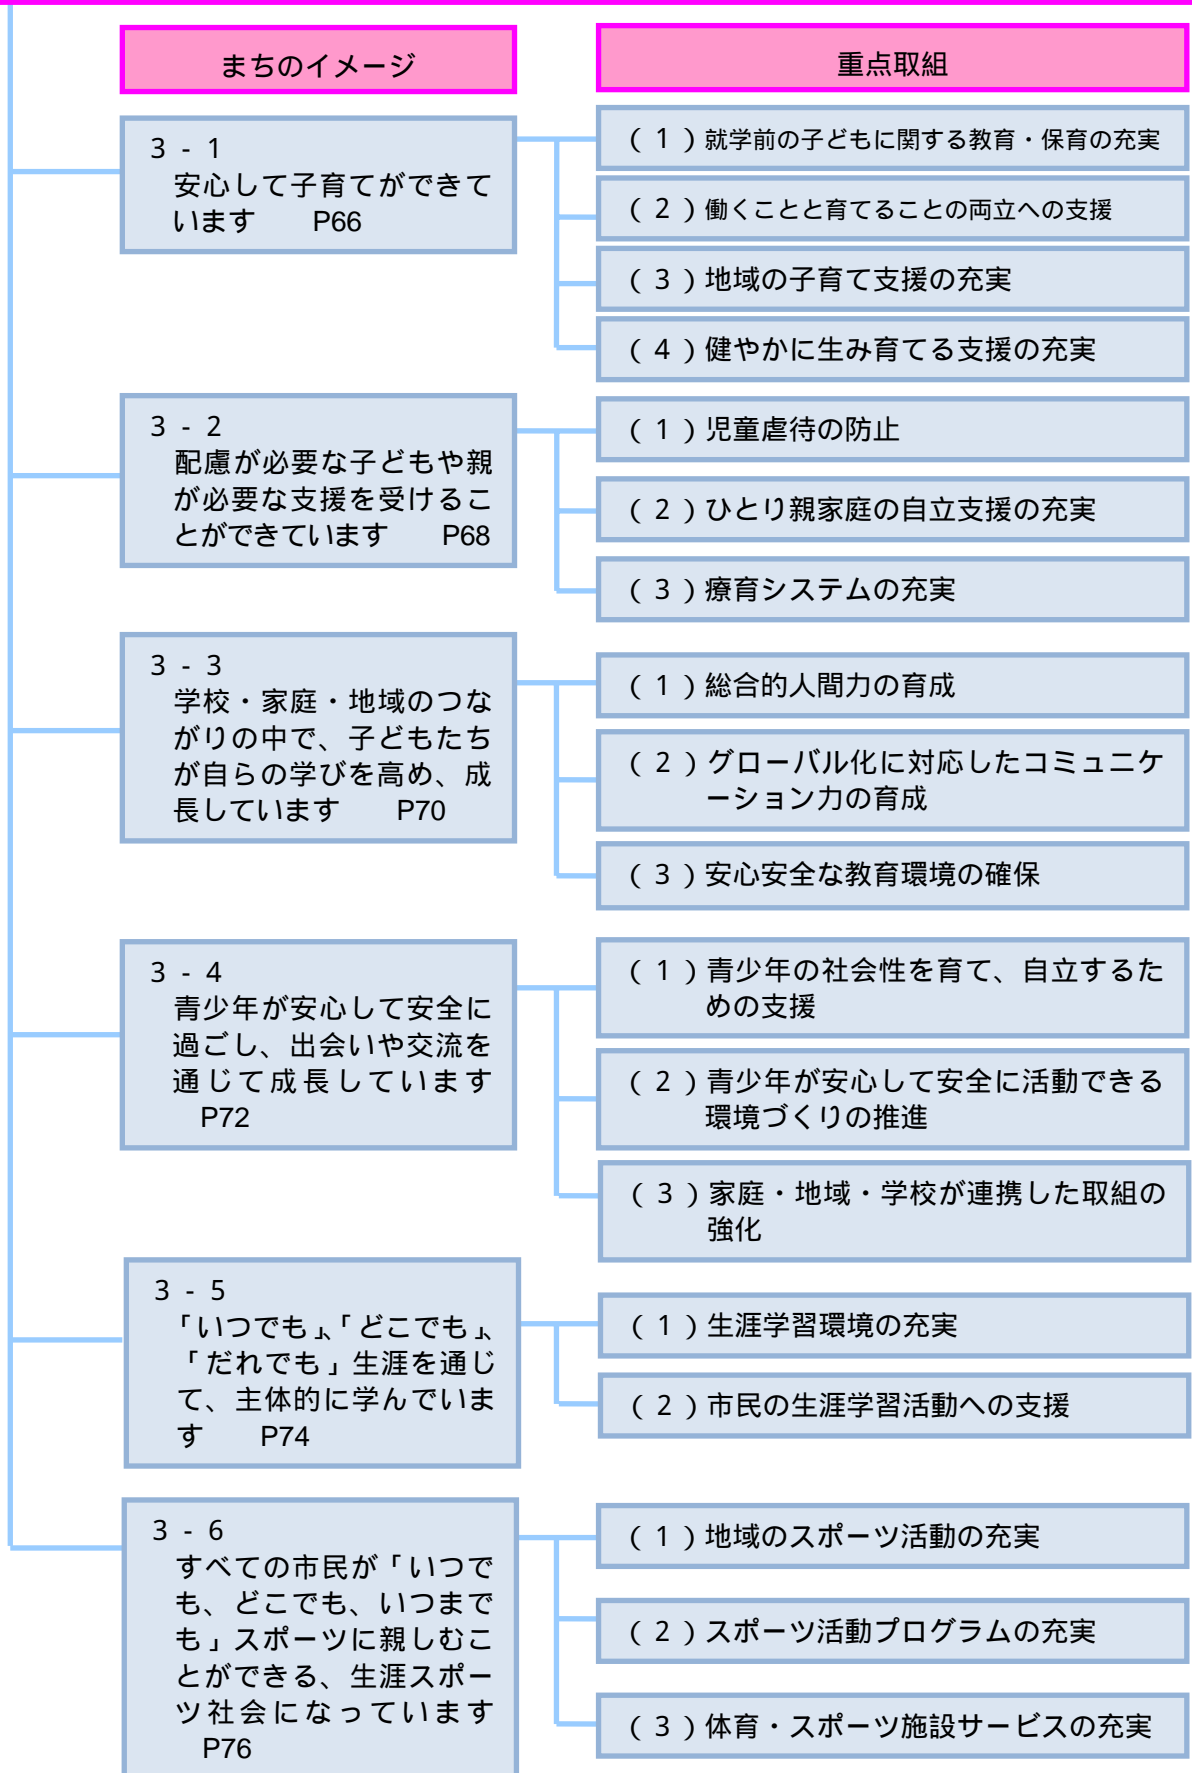 まちのイメージ
重点取組
３-１
安心して子育てができて
います　　P66
（１）就学前の子どもに関する教育・保育の充実
（２）働くことと育てることの両立への支援
（３）地域の子育て支援の充実
（４）健やかに生み育てる支援の充実
３-２
配慮が必要な子どもや親
が必要な支援を受けるこ
とができています　　P68
（１）児童虐待の防止
（２）ひとり親家庭の自立支援の充実
（３）療育システムの充実
３-３
学校・家庭・地域のつな
がりの中で、子どもたち
が自らの学びを高め、成
長しています　　P70
（１）総合的人間力の育成
（２）グローバル化に対応したコミュニケ
ーション力の育成
（３）安心安全な教育環境の確保
３-４
青少年が安心して安全に
過ごし、出会いや交流を
通じて成長しています
P72
（１）青少年の社会性を育て、自立するた
めの支援
（２）青少年が安心して安全に活動できる
環境づくりの推進
（３）家庭・地域・学校が連携した取組の
強化
３-５
「いつでも」、「どこでも」、
「だれでも」生涯を通じ
て、主体的に学んでいま
す　　P74
（１）生涯学習環境の充実
（２）市民の生涯学習活動への支援
３-６
すべての市民が「いつで
も、どこでも、いつまで
も」スポーツに親しむこ
とができる、生涯スポー
ツ社会になっています
P76
（１）地域のスポーツ活動の充実
（２）スポーツ活動プログラムの充実
（３）体育・スポーツ施設サービスの充実